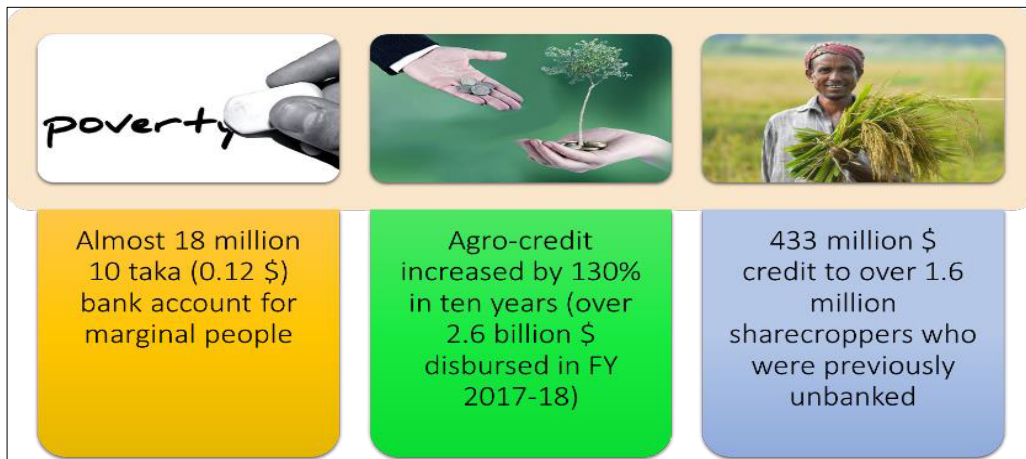 poverty
Almost 18 million
10 taka (0.12 $)
bank account for
marginal people
Agro-credit
increased by 130%
in ten years (over
2.6 billion $
disbursed in FY
2017-18)
433 million $
credit to over 1.6
million
sharecroppers who
were previously
unbanked